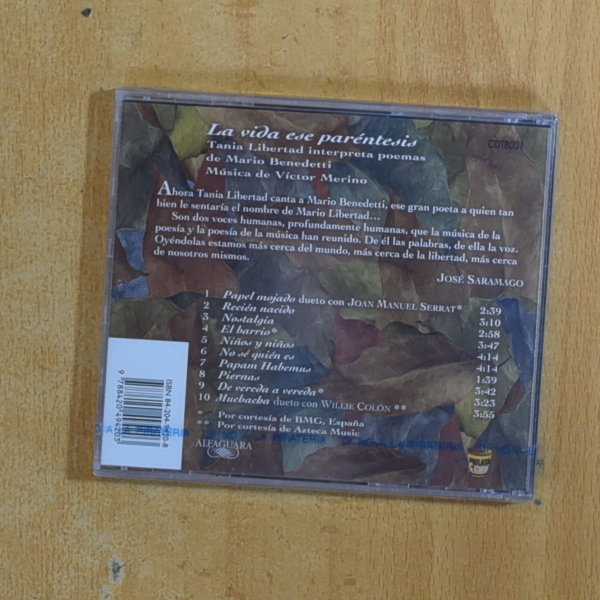 La vida ese paréntesis
Tania Libertad interpreta poemas
de Mario Benedetti
Música de Víctor Merino
CDTB001
Ahora Tania Libertad canta a Mario Benedetti, ese gran poeta a quien tan
bien le sentaría el nombre de Mario Libertad...
Son dos voces humanas, profundamente humanas, que la música de la
poesía y la poesía de la música han reunido. De él las palabras, de ella la voz.
Oyéndolas estamos más cerca del mundo, más cerca de la libertad, más cerca
de nosotros mismos.
JOSÉ SARAMAGO
1 Papel mojado dueto con JOAN MANUEL SERRAT* 2:39
2 Recién nacido 3:10
3 Nostalgia 2:58
4 El barrio* 3:47
5 Niños y niños 4:14
6 No sé quién es 4:14
7 Papam Habemus 1:39
8 Piernas 3:42
9 De vereda a vereda* 3:23
10 Muchacha dueto con WILLIE COLÓN ** 3:55
* Por cortesía de BMG, España
** Por cortesía de Azteca Music
ALFAGUARA
A LA PIRATERIA